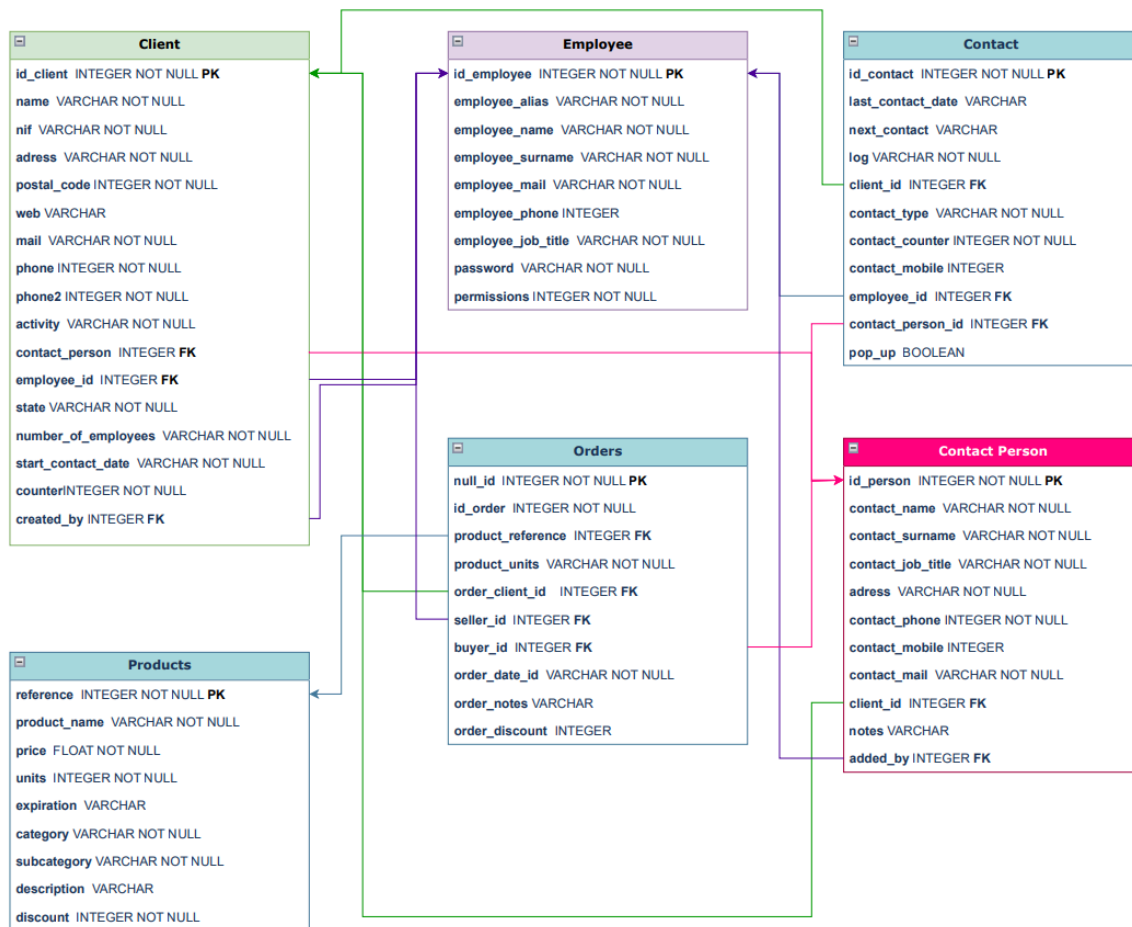 Client
id_client INTEGER NOT NULL PK
name VARCHAR NOT NULL
nif VARCHAR NOT NULL
adress VARCHAR NOT NULL
postal_code INTEGER NOT NULL
web VARCHAR
mail VARCHAR NOT NULL
phone INTEGER NOT NULL
phone2 INTEGER NOT NULL
activity VARCHAR NOT NULL
contact_person INTEGER FK
employee_id INTEGER FK
state VARCHAR NOT NULL
number_of_employees VARCHAR NOT NULL
start_contact_date VARCHAR NOT NULL
counterINTEGER NOT NULL
created_by INTEGER FK
Employee
id_employee INTEGER NOT NULL PK
employee_alias VARCHAR NOT NULL
employee_name VARCHAR NOT NULL
employee_surname VARCHAR NOT NULL
employee_mail VARCHAR NOT NULL
employee_phone INTEGER
employee_job_title VARCHAR NOT NULL
password VARCHAR NOT NULL
permissions INTEGER NOT NULL
Contact
id_contact INTEGER NOT NULL PK
last_contact_date VARCHAR
next_contact VARCHAR
log VARCHAR NOT NULL
client_id INTEGER FK
contact_type VARCHAR NOT NULL
contact_counter INTEGER NOT NULL
contact_mobile INTEGER
employee_id INTEGER FK
contact_person_id INTEGER FK
pop_up BOOLEAN
Orders
null_id INTEGER NOT NULL PK
id_order INTEGER NOT NULL
product_reference INTEGER FK
product_units VARCHAR NOT NULL
order_client_id INTEGER FK
seller_id INTEGER FK
buyer_id INTEGER FK
order_date_id VARCHAR NOT NULL
order_notes VARCHAR
order_discount INTEGER
Contact Person
id_person INTEGER NOT NULL PK
contact_name VARCHAR NOT NULL
contact_surname VARCHAR NOT NULL
contact_job_title VARCHAR NOT NULL
adress VARCHAR NOT NULL
contact_phone INTEGER NOT NULL
contact_mobile INTEGER
contact_mail VARCHAR NOT NULL
client_id INTEGER FK
notes VARCHAR
added_by INTEGER FK
Products
reference INTEGER NOT NULL PK
product_name VARCHAR NOT NULL
price FLOAT NOT NULL
units INTEGER NOT NULL
expiration VARCHAR
category VARCHAR NOT NULL
subcategory VARCHAR NOT NULL
description VARCHAR
discount INTEGER NOT NULL